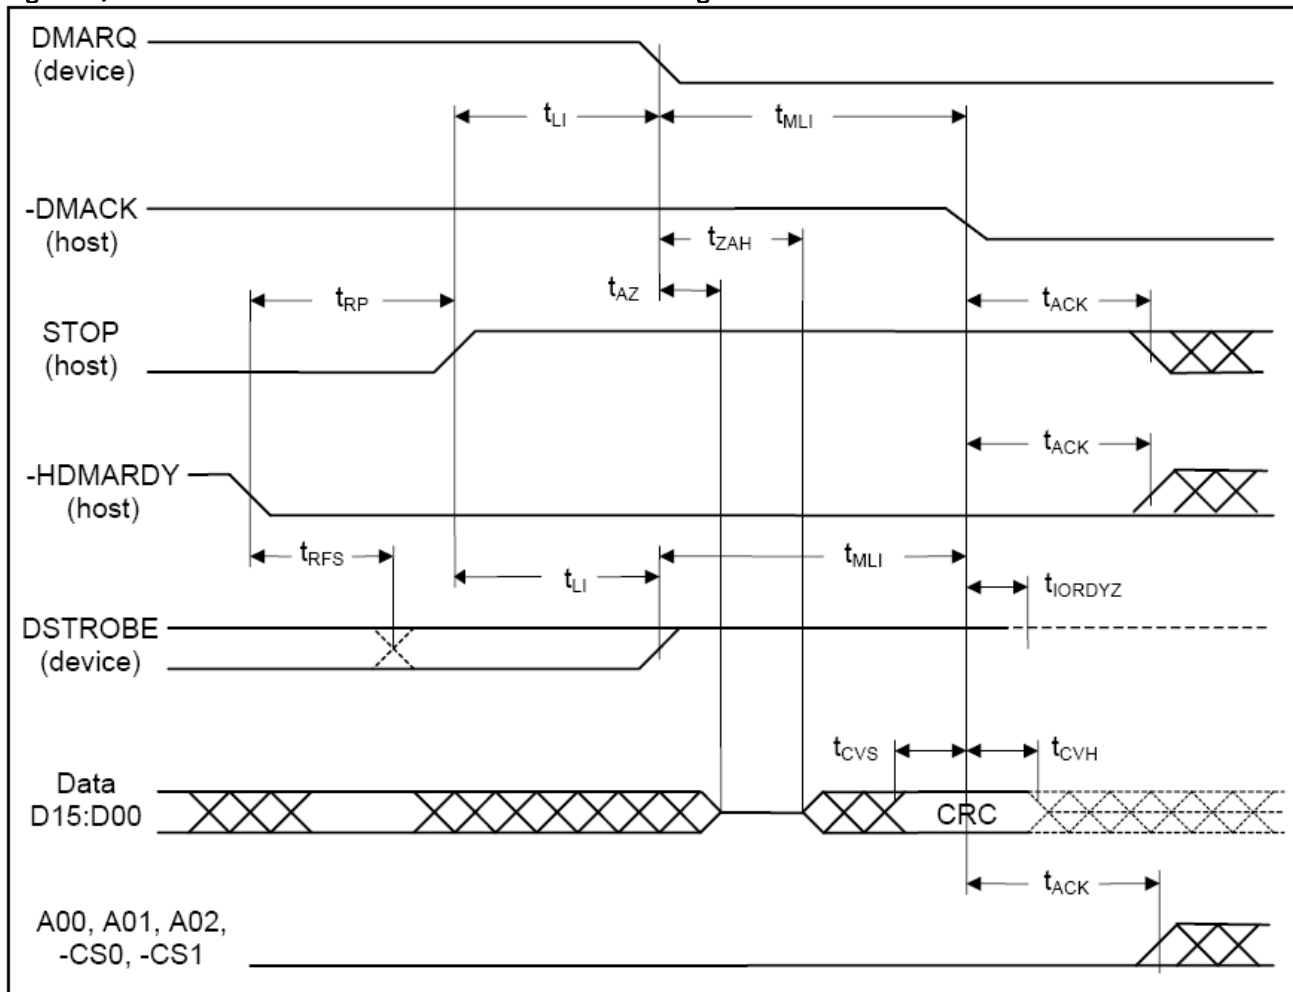 DMARQ
(device)
tLI
tMLI
-DMACK
(host)
tZAH
tAZ
tRP
tACK
STOP
(host)
tACK
-HDMARDY
(host)
tRFS
tMLI
tLI
tIORDYZ
DSTROBE
(device)
tCVS
tCVH
Data
D15:D00
CRC
tACK
A00, A01, A02,
-CS0, -CS1